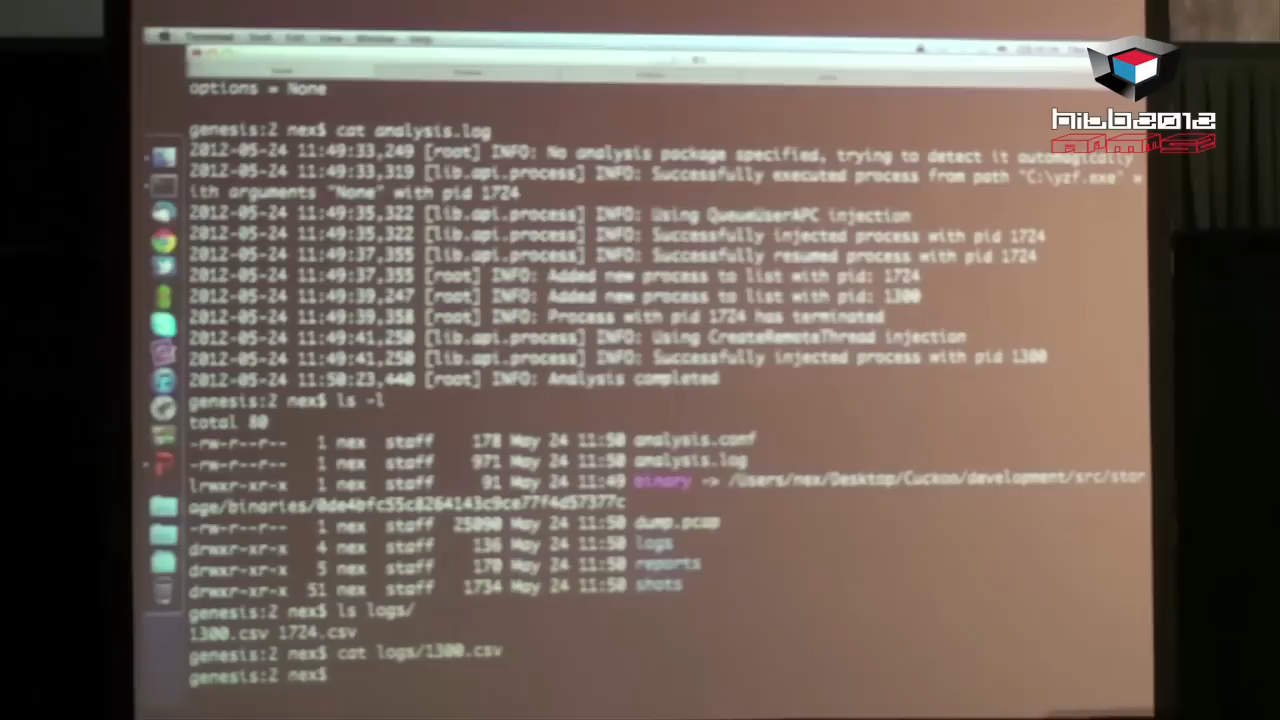 Terminal
options = None
genesis:2 nex$ cat analysis.log
2012-05-24 11:49:33,269 [root] INFO: No analysis package specified, trying to detect it automagically
2012-05-24 11:49:33,319 [lib.api.process] INFO: Successfully executed process from path "C:\yzf.exe" w
ith arguments "None" with pid 1724
2012-05-24 11:49:35,322 [lib.api.process] INFO: Using QueueUserAPC injection
2012-05-24 11:49:35,322 [lib.api.process] INFO: Successfully injected process with pid 1724
2012-05-24 11:49:37,355 [lib.api.process] INFO: Successfully resumed process with pid 1724
2012-05-24 11:49:37,355 [root] INFO: Added new process to list with pid: 1724
2012-05-24 11:49:39,247 [root] INFO: Added new process to list with pid: 1300
2012-05-24 11:49:39,358 [root] INFO: Process with pid 1724 has terminated
2012-05-24 11:49:41,250 [lib.api.process] INFO: Using CreateRemoteThread injection
2012-05-24 11:49:41,250 [lib.api.process] INFO: Successfully injected process with pid 1300
2012-05-24 11:50:23,440 [root] INFO: Analysis completed
genesis:2 nex$ ls -l
total 80
-rw-r--r-- 1 nex staff 178 May 24 11:50 analysis.conf
-rw-r--r-- 1 nex staff 971 May 24 11:50 analysis.log
lrwxr-xr-x 1 nex staff 91 May 24 11:49 binary -> /Users/nex/Desktop/Cuckoo/development/src/stor
age/binaries/0de4bfc55c8264143c9ce77f4d57377c
-rw-r--r-- 1 nex staff 25090 May 24 11:50 dump.pcap
drwxr-xr-x 4 nex staff 136 May 24 11:50 logs
drwxr-xr-x 5 nex staff 170 May 24 11:50 reports
drwxr-xr-x 51 nex staff 1734 May 24 11:50 shots
genesis:2 nex$ ls logs/
1300.csv 1724.csv
genesis:2 nex$ cat logs/1300.csv
genesis:2 nex$
hitb2012
ams